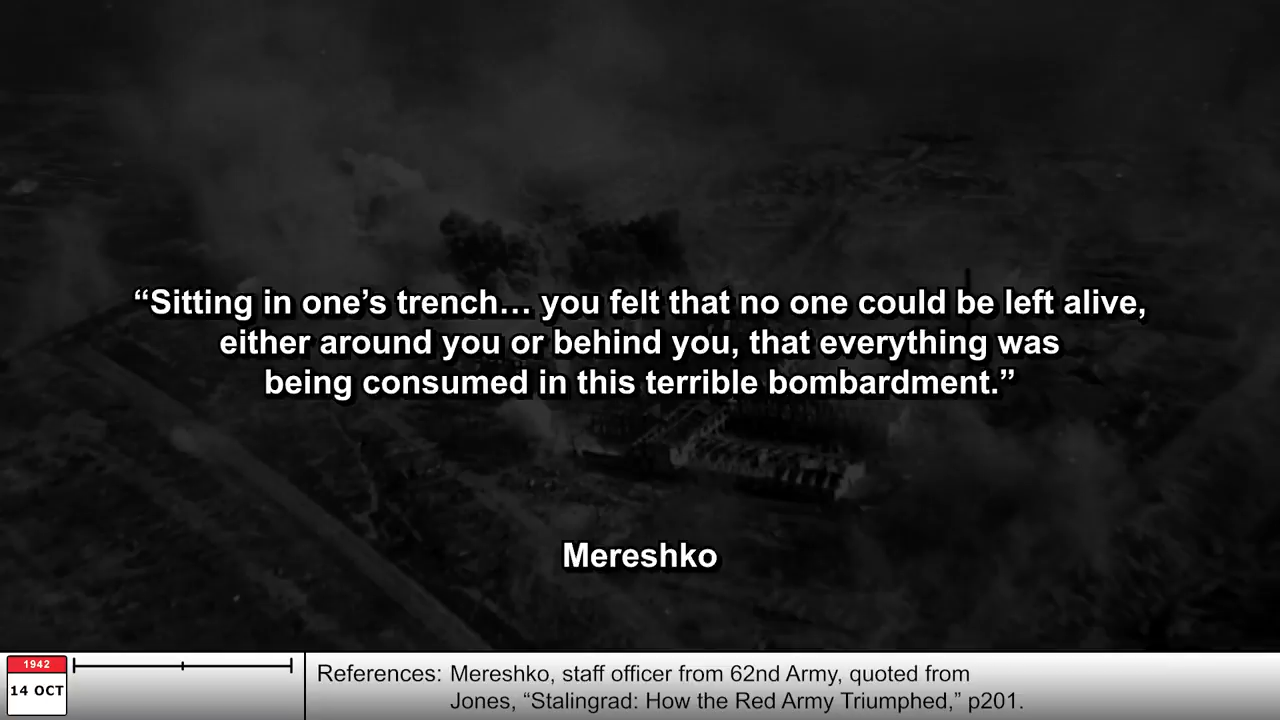 “Sitting in one’s trench… you felt that no one could be left alive,
either around you or behind you, that everything was
being consumed in this terrible bombardment.”
Mereshko
1942
14 OCT
References: Mereshko, staff officer from 62nd Army, quoted from
Jones, “Stalingrad: How the Red Army Triumphed,” p201.